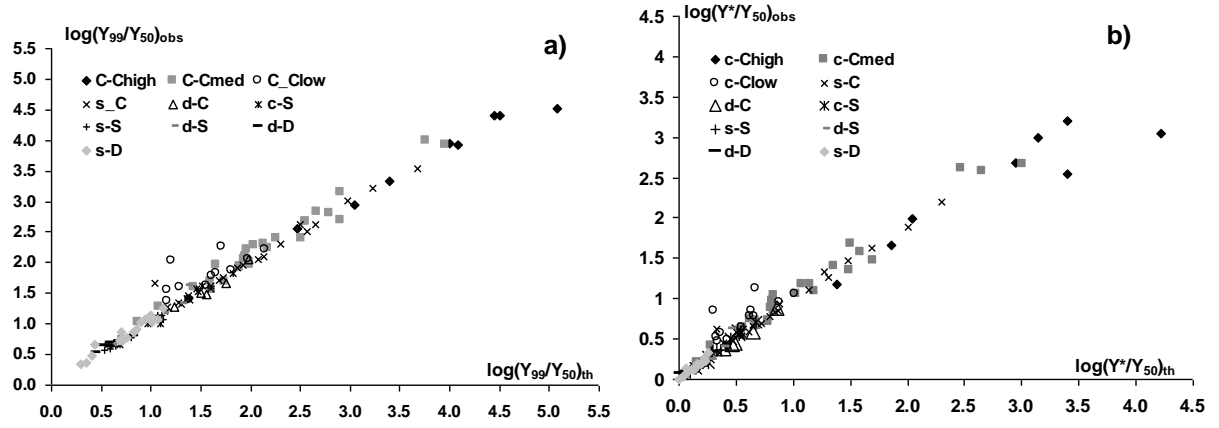 log(Y99/Y50)obs
a)
5.5
5.0
4.5
4.0
3.5
3.0
2.5
2.0
1.5
1.0
0.5
0.0
C-Chigh C-Cmed C_Clow
s_C d-C c-S
s-S d-S d-D
s-D
log(Y99/Y50)th
0.0 0.5 1.0 1.5 2.0 2.5 3.0 3.5 4.0 4.5 5.0 5.5
log(Y*/Y50)obs
b)
4.5
4
3.5
3
2.5
2
1.5
1
0.5
0
c-Chigh c-Cmed
c-Clow s-C
d-C c-S
s-S d-S
d-D s-D
log(Y*/Y50)th
0.0 0.5 1.0 1.5 2.0 2.5 3.0 3.5 4.0 4.5